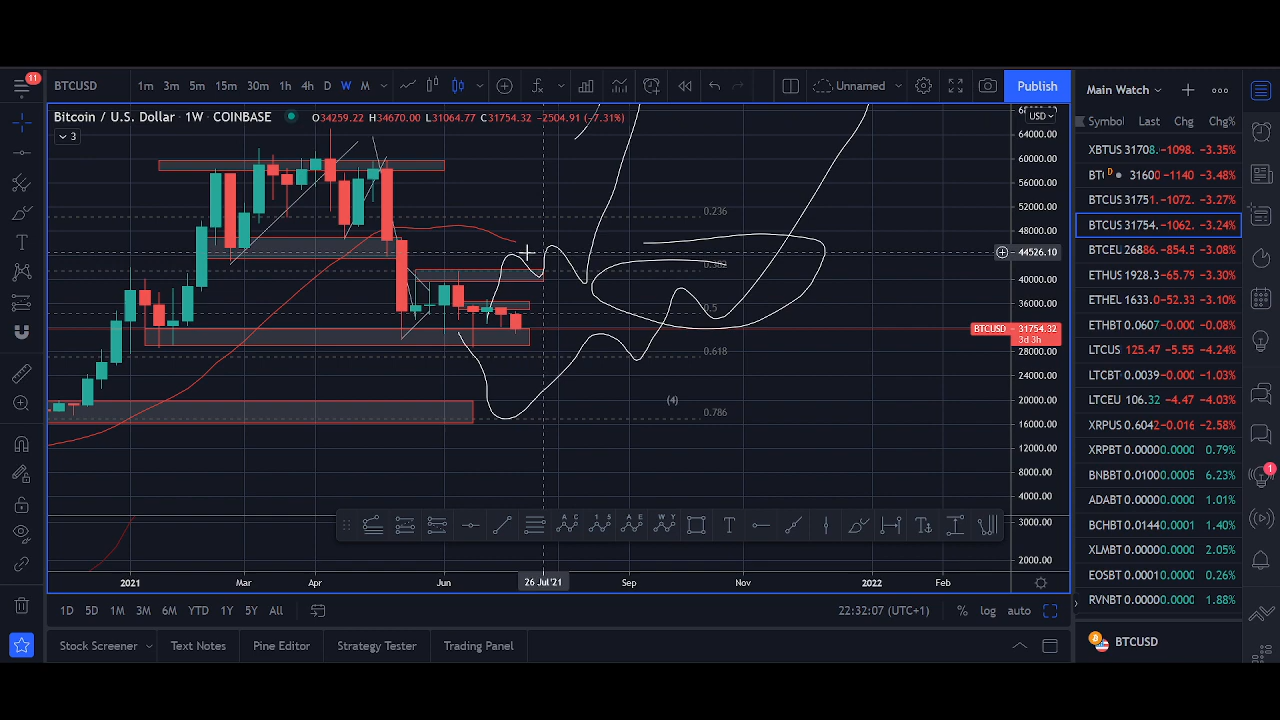 11
BTCUSD 1m 3m 5m 15m 30m 1h 4h D W M Unnamed Publish
Bitcoin / U.S. Dollar · 1W · COINBASE O34259.22 H34670.00 L31064.77 C31754.32 −2504.91 (−7.31%)
3
USD
64000.00
60000.00
56000.00
52000.00
48000.00
44526.10
40000.00
36000.00
BTCUSD 31754.32
3d 3h
28000.00
24000.00
20000.00
16000.00
12000.00
8000.00
4000.00
3000.00
2000.00
0.236
0.382
0.5
0.618
(4)
0.786
2021 Mar Apr Jun 26 Jul '21 Sep Nov 2022 Feb
1D 5D 1M 3M 6M YTD 1Y 5Y All 22:32:07 (UTC+1) % log auto
Stock Screener Text Notes Pine Editor Strategy Tester Trading Panel
Main Watch
Symbol Last Chg Chg%
XBTUS 31708. −1098. −3.35%
D 31600 −1140 −3.48%
BTCUS 31751. −1072. −3.27%
BTCUS 31754. −1062. −3.24%
BTCEU 26886. −854.5 −3.08%
ETHUS 1928.3 −65.79 −3.30%
ETHEL 1633.0 −52.33 −3.10%
ETHBT 0.0607 −0.000 −0.08%
LTCUS 125.47 −5.55 −4.24%
LTCBT 0.0039 −0.000 −1.03%
LTCEU 106.32 −4.47 −4.03%
XRPUS 0.6042 −0.016 −2.58%
XRPBT 0.0000 0.0000 0.79%
BNBBT 0.0100 0.0005 6.23%
ADABT 0.0000 0.0000 1.01%
BCHBT 0.0144 0.0001 1.40%
XLMBT 0.0000 0.0000 2.05%
EOSBT 0.0001 0.0000 0.26%
RVNBT 0.0000 0.0000 1.88%
BTCUSD
1